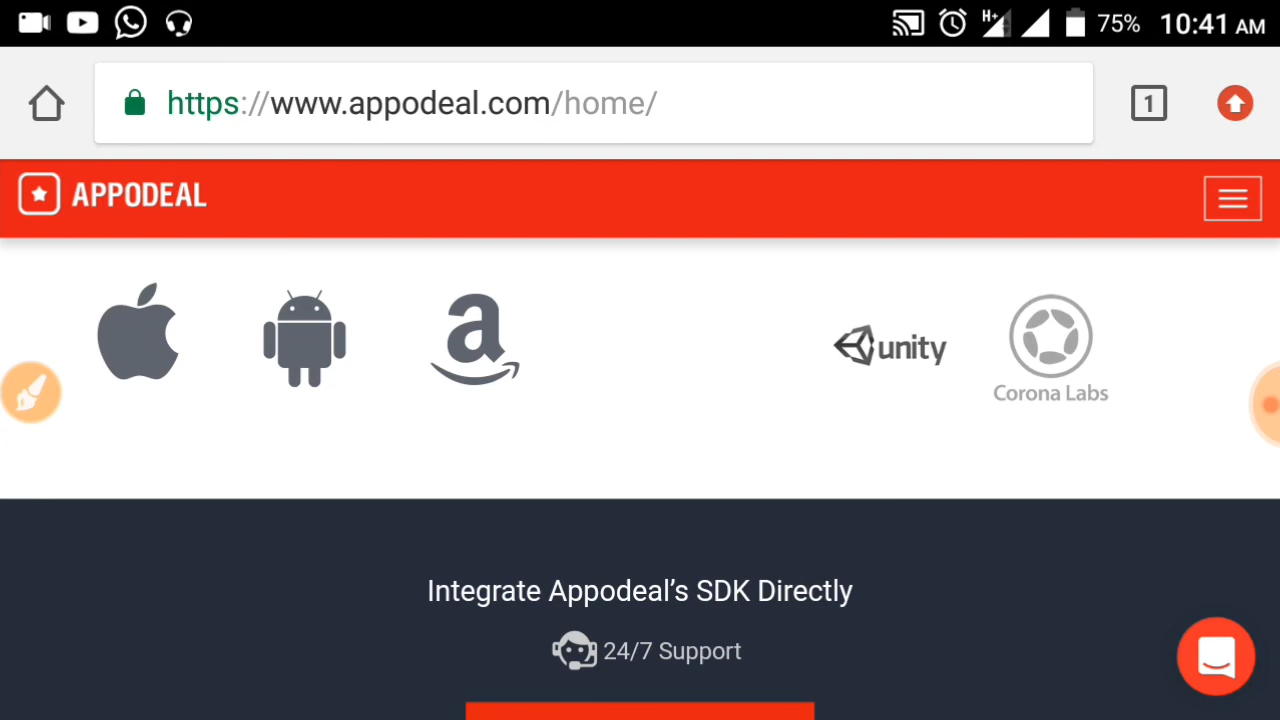 H+ 75% 10:41 AM
https://www.appodeal.com/home/
1
APPODEAL
a
unity
Corona Labs
Integrate Appodeal’s SDK Directly
24/7 Support